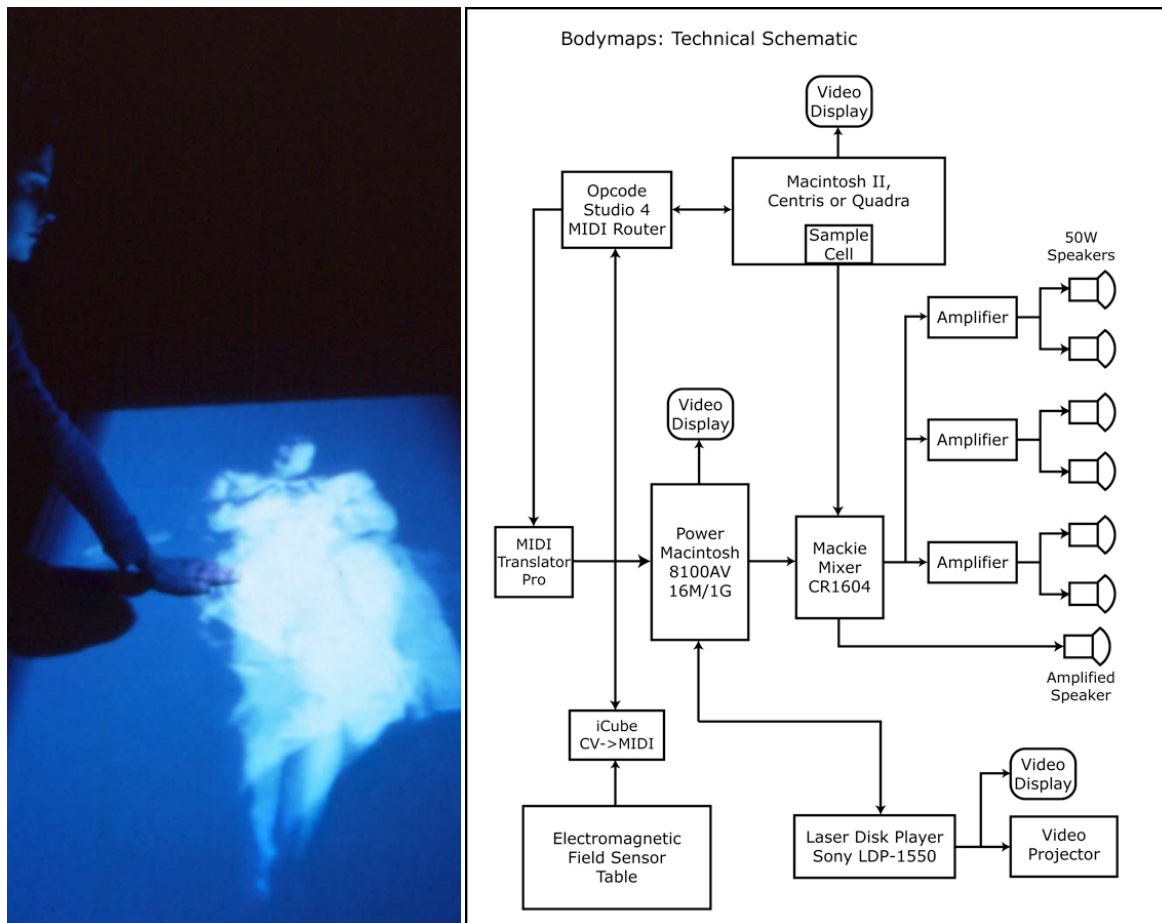 Bodymaps: Technical Schematic
Video
Display
Opcode
Studio 4
MIDI Router
Macintosh II,
Centris or Quadra
Sample
Cell
50W
Speakers
Amplifier
Video
Display
Amplifier
MIDI
Translator
Pro
Power
Macintosh
8100AV
16M/1G
Mackie
Mixer
CR1604
Amplifier
Amplified
Speaker
iCube
CV->MIDI
Electromagnetic
Field Sensor
Table
Laser Disk Player
Sony LDP-1550
Video
Display
Video
Projector